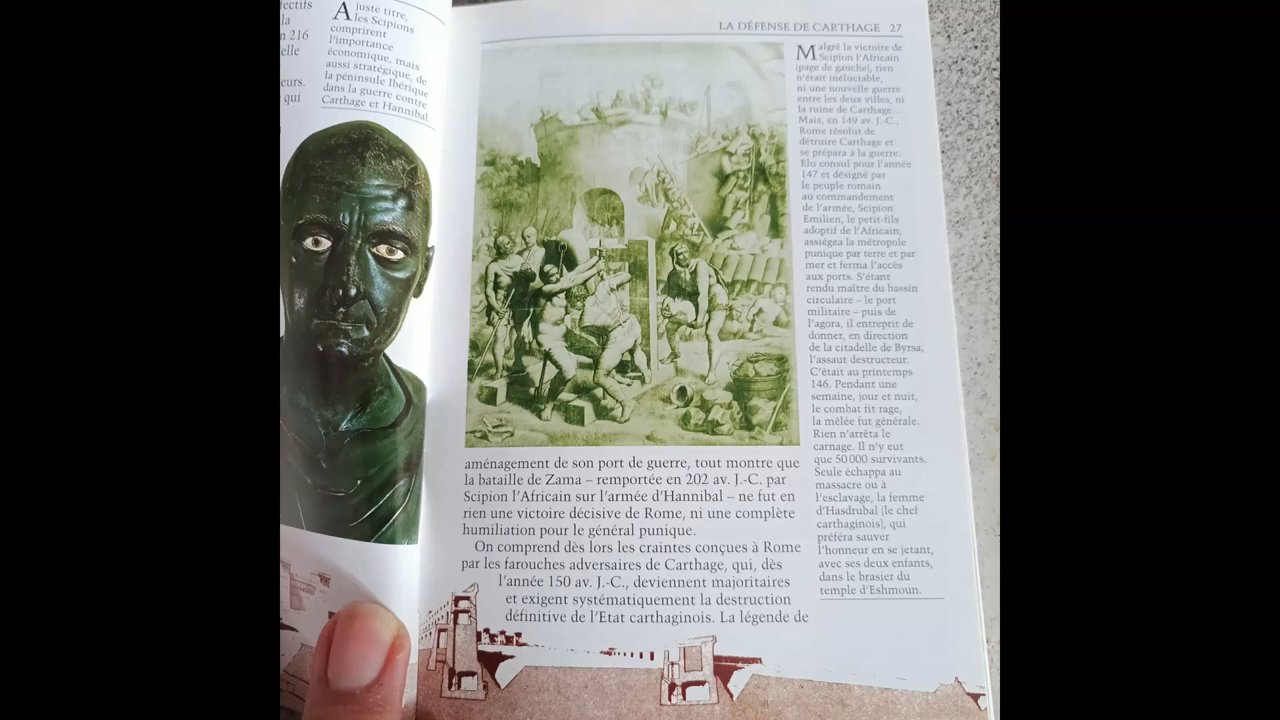 ectifs
la
n 216
elle
eurs.
qui
A juste titre,
les Scipions
comprirent
l'importance
économique, mais
aussi stratégique, de
la péninsule Ibérique
dans la guerre contre
Carthage et Hannibal.
LA DÉFENSE DE CARTHAGE 27
aménagement de son port de guerre, tout montre que
la bataille de Zama – remportée en 202 av. J.-C. par
Scipion l'Africain sur l'armée d'Hannibal – ne fut en
rien une victoire décisive de Rome, ni une complète
humiliation pour le général punique.
On comprend dès lors les craintes conçues à Rome
par les farouches adversaires de Carthage, qui, dès
l'année 150 av. J.-C., deviennent majoritaires
et exigent systématiquement la destruction
définitive de l'Etat carthaginois. La légende de
Malgré la victoire de
Scipion l'Africain
(page de gauche), rien
n'était inéluctable,
ni une nouvelle guerre
entre les deux villes, ni
la ruine de Carthage...
Mais, en 149 av. J.-C.,
Rome résolut de
détruire Carthage et
se prépara à la guerre.
Elu consul pour l'année
147 et désigné par
le peuple romain
au commandement
de l'armée, Scipion
Emilien, le petit-fils
adoptif de l'Africain,
assiégea la métropole
punique par terre et par
mer et ferma l'accès
aux ports. S'étant
rendu maître du bassin
circulaire – le port
militaire – puis de
l'agora, il entreprit de
donner, en direction
de la citadelle de Byrsa,
l'assaut destructeur.
C'était au printemps
146. Pendant une
semaine, jour et nuit,
le combat fit rage,
la mêlée fut générale.
Rien n'arrêta le
carnage. Il n'y eut
que 50 000 survivants.
Seule échappa au
massacre ou à
l'esclavage, la femme
d'Hasdrubal (le chef
carthaginois), qui
préféra sauver
l'honneur en se jetant,
avec ses deux enfants,
dans le brasier du
temple d'Eshmoun.